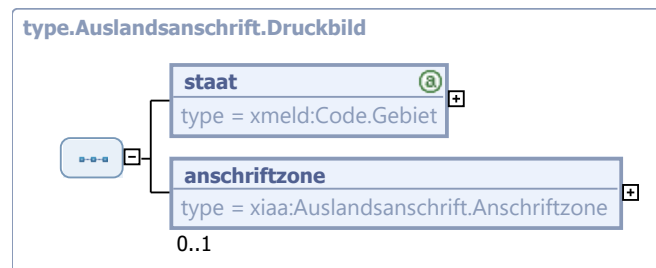 type.Auslandsanschrift.Druckbild
staat a
type = xmeld:Code.Gebiet
anschriftzone
type = xiaa:Auslandsanschrift.Anschriftzone
0..1